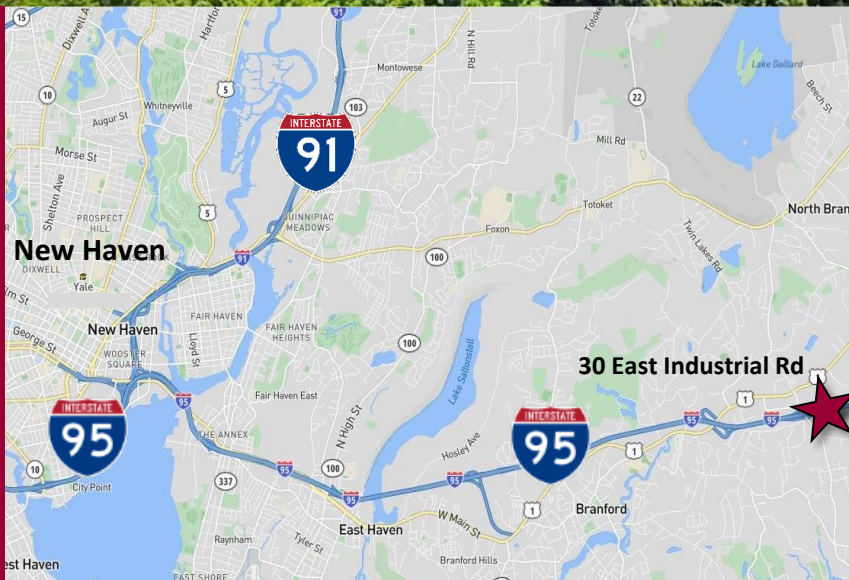 15
Dixwell A
Hartfor
91
Totoke
N Hill Rd
Montowese
Lake Gaillard
Beech St
10
5
Whitneyville
103
22
Augur St
INTERSTATE
91
Mill Rd
Morse St
Shelton Ave
PROSPECT
HILL
5
QUINNIPIAC
MEADOWS
Foxon
Totoket
North Bran
Twin Lakes Rd
New Haven
DIXWELL
91
100
Yale
lm St
George St
New Haven
FAIR HAVEN
WOOSTER
SQUARE
Lloyd St
FAIR HAVEN
HEIGHTS
100
Lake Saltonstall
30 East Industrial Rd
1
Fair Haven East
95
1
95
95
INTERSTATE
95
N High St
INTERSTATE
95
THE ANNEX
Hosley Ave
1
10
City Point
337
95
100
95
95
W Main St
1
Branford
East Haven
Raynham
Tyler St
Branford Hills
est Haven
EAST SHORE